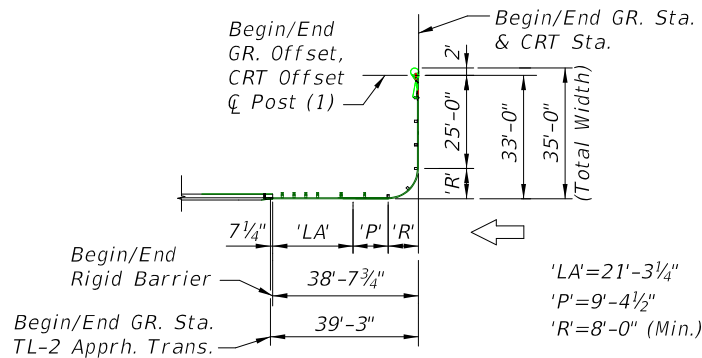 Begin/End
GR. Offset,
CRT Offset
℄ Post (1)
Begin/End GR. Sta.
& CRT Sta.
2'
25'-0"
33'-0"
35'-0"
(Total Width)
'R'
7¼"
'LA'
'P'
'R'
Begin/End
Rigid Barrier
38'-7¾"
Begin/End GR. Sta.
TL-2 Apprh. Trans.
39'-3"
'LA'=21'-3¼"
'P'=9'-4½"
'R'=8'-0" (Min.)